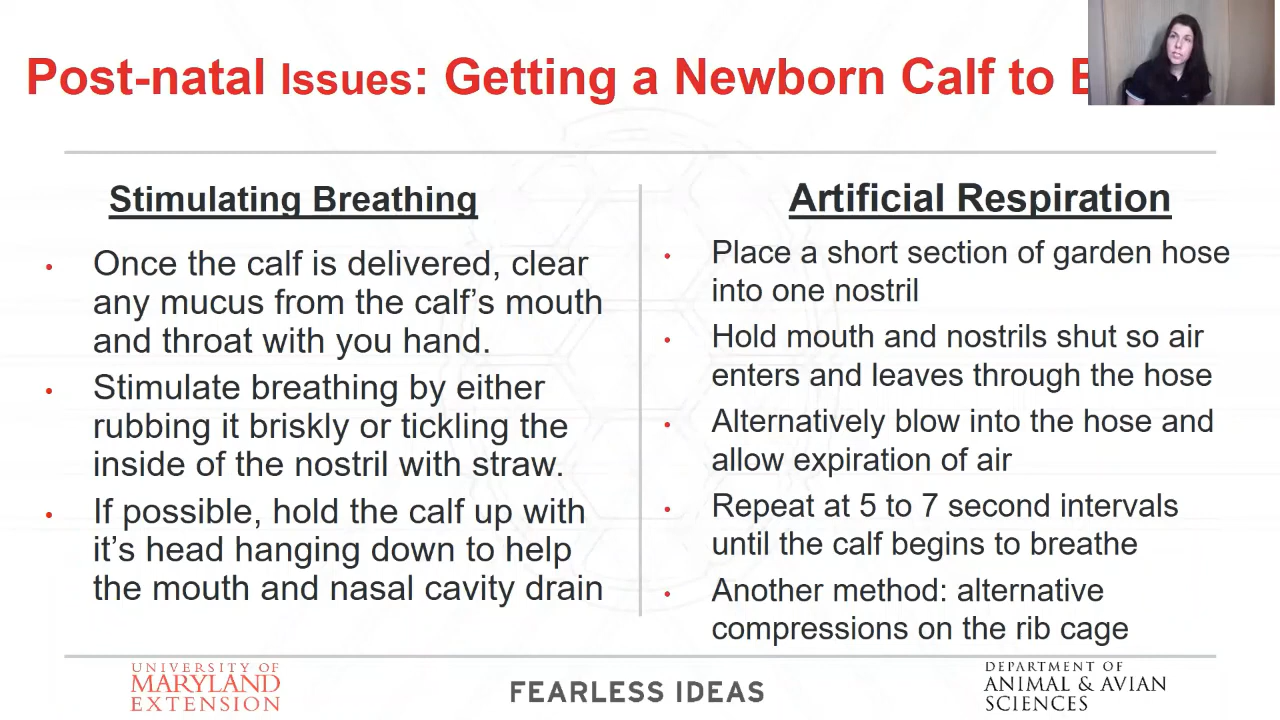 Post-natal Issues: Getting a Newborn Calf to
Stimulating Breathing
Once the calf is delivered, clear
any mucus from the calf’s mouth
and throat with you hand.
Stimulate breathing by either
rubbing it briskly or tickling the
inside of the nostril with straw.
If possible, hold the calf up with
it’s head hanging down to help
the mouth and nasal cavity drain
Artificial Respiration
Place a short section of garden hose
into one nostril
Hold mouth and nostrils shut so air
enters and leaves through the hose
Alternatively blow into the hose and
allow expiration of air
Repeat at 5 to 7 second intervals
until the calf begins to breathe
Another method: alternative
compressions on the rib cage
UNIVERSITY OF
MARYLAND
EXTENSION
FEARLESS IDEAS
DEPARTMENT OF
ANIMAL & AVIAN
SCIENCES